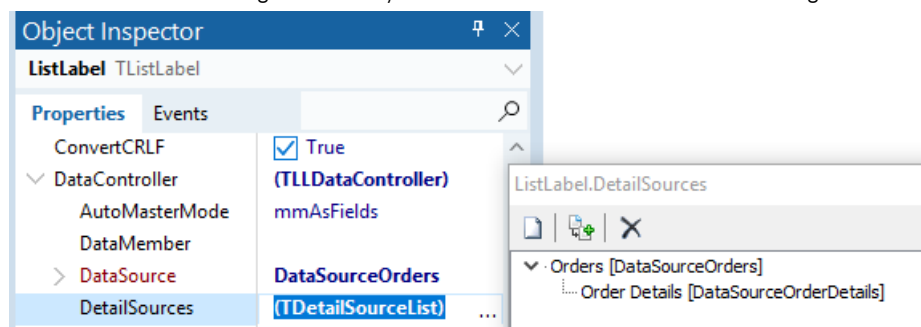 Object Inspector
ListLabel TListLabel
Properties Events
ConvertCRLF True
DataController (TLLDataController)
AutoMasterMode mmAsFields
DataMember
DataSource DataSourceOrders
DetailSources (TDetailSourceList) ...
ListLabel.DetailSources
Orders [DataSourceOrders]
Order Details [DataSourceOrderDetails]